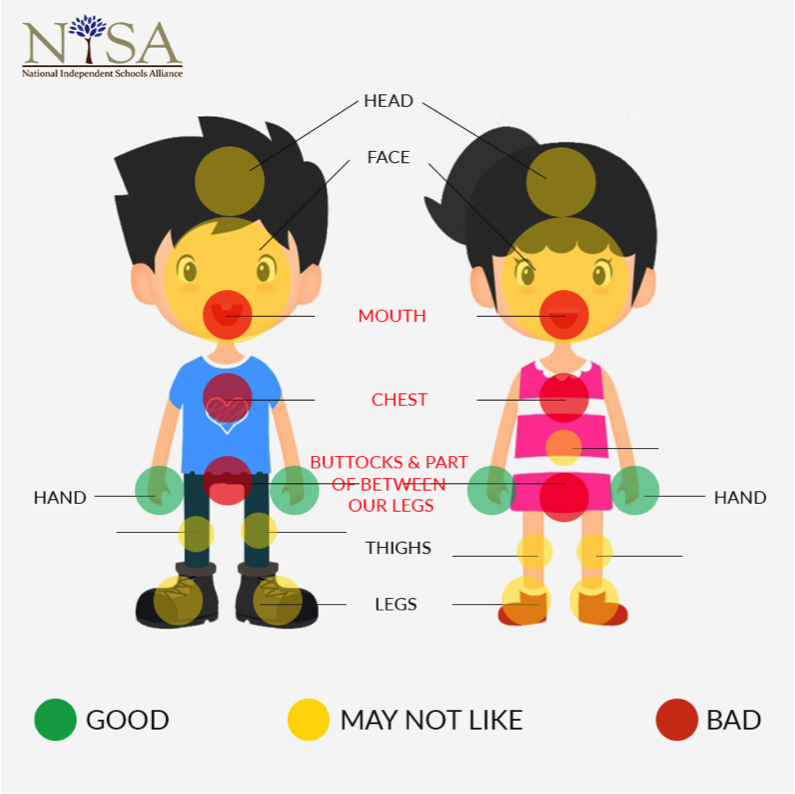 NISA
National Independent Schools Alliance
HEAD
FACE
MOUTH
CHEST
BUTTOCKS & PART
OF BETWEEN
OUR LEGS
HAND
HAND
THIGHS
LEGS
GOOD
MAY NOT LIKE
BAD